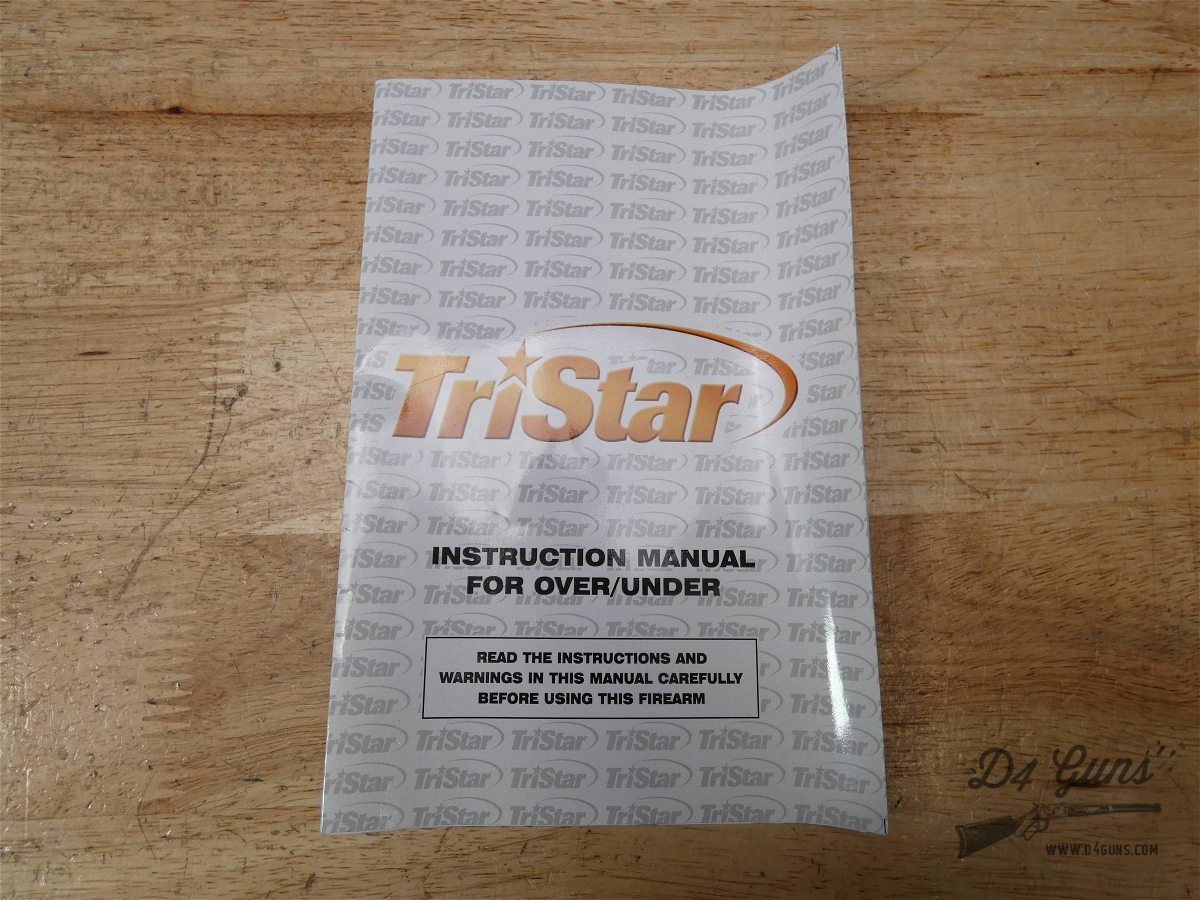 TriStar
INSTRUCTION MANUAL
FOR OVER/UNDER
READ THE INSTRUCTIONS AND
WARNINGS IN THIS MANUAL CAREFULLY
BEFORE USING THIS FIREARM
D4 Guns
WWW.D4GUNS.COM